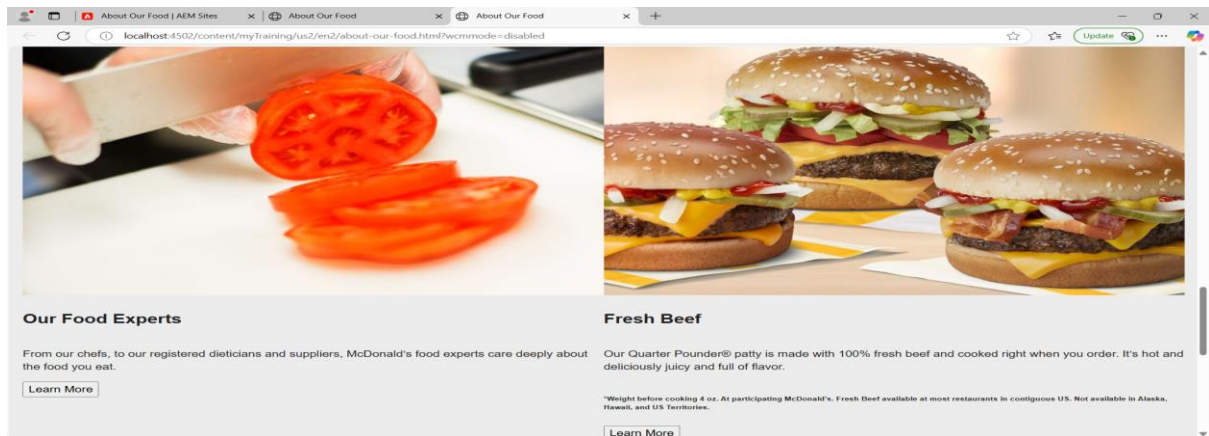 About Our Food | AEM Sites
About Our Food
About Our Food
localhost:4502/content/myTraining/us2/en2/about-our-food.html?wcmmode=disabled
Update
Our Food Experts
From our chefs, to our registered dieticians and suppliers, McDonald's food experts care deeply about
the food you eat.
Learn More
Fresh Beef
Our Quarter Pounder® patty is made with 100% fresh beef and cooked right when you order. It's hot and
deliciously juicy and full of flavor.
*Weight before cooking 4 oz. At participating McDonald's. Fresh Beef available at most restaurants in contiguous US. Not available in Alaska,
Hawaii, and US Territories.
Learn More